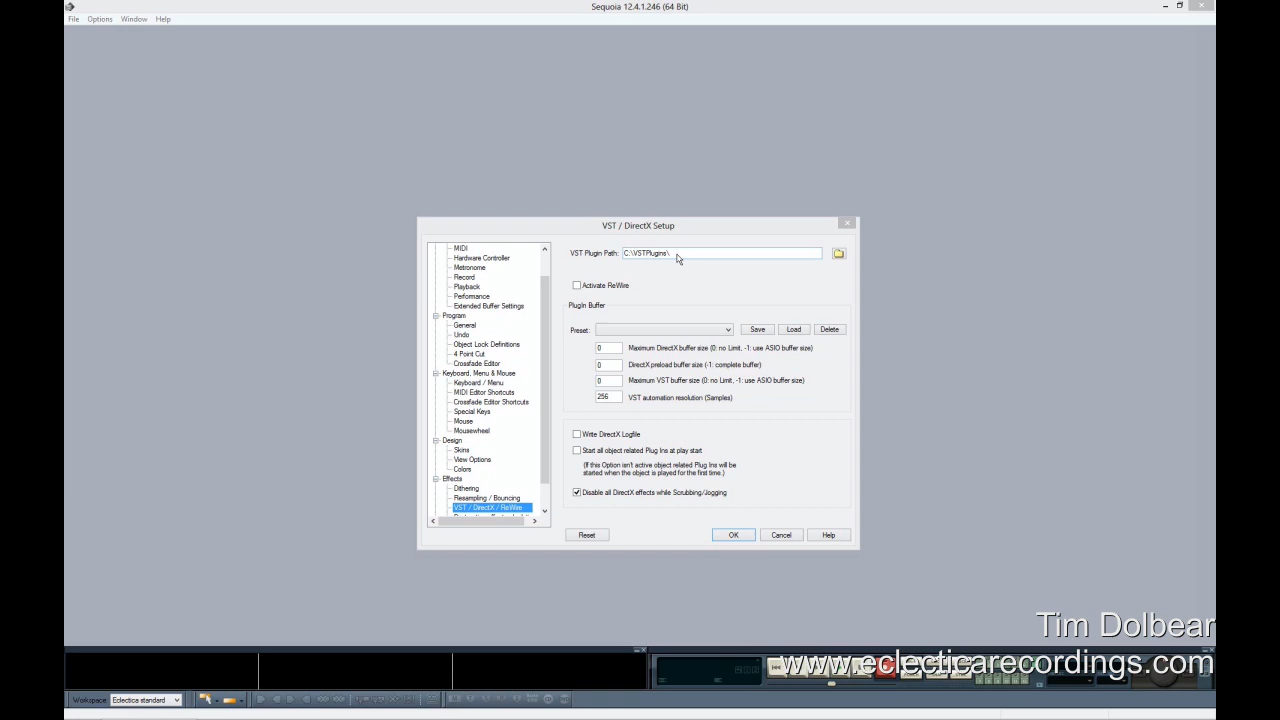 Sequoia 12.4.1.246 (64 Bit)
File Options Window Help
VST / DirectX Setup
MIDI
Hardware Controller
Metronome
Record
Playback
Performance
Extended Buffer Settings
Program
General
Undo
Object Lock Definitions
4 Point Cut
Crossfade Editor
Keyboard, Menu & Mouse
Keyboard / Menu
MIDI Editor Shortcuts
Crossfade Editor Shortcuts
Special Keys
Mouse
Mousewheel
Design
Skins
View Options
Colors
Effects
Dithering
Resampling / Bouncing
VST / DirectX / ReWire
VST Plugin Path: C:\VSTPlugins\
Activate ReWire
PlugIn Buffer
Preset: Save Load Delete
0 Maximum DirectX buffer size (0: no Limit, -1: use ASIO buffer size)
0 DirectX preload buffer size (-1: complete buffer)
0 Maximum VST buffer size (0: no Limit, -1: use ASIO buffer size)
256 VST automation resolution (Samples)
Write DirectX Logfile
Start all object related Plug Ins at play start
(If this Option isn't active object related Plug Ins will be
started when the object is played for the first time.)
Disable all DirectX effects while Scrubbing/Jogging
Reset OK Cancel Help
Tim Dolbear
www.eclecticarecordings.com
Workspace: Eclectica standard